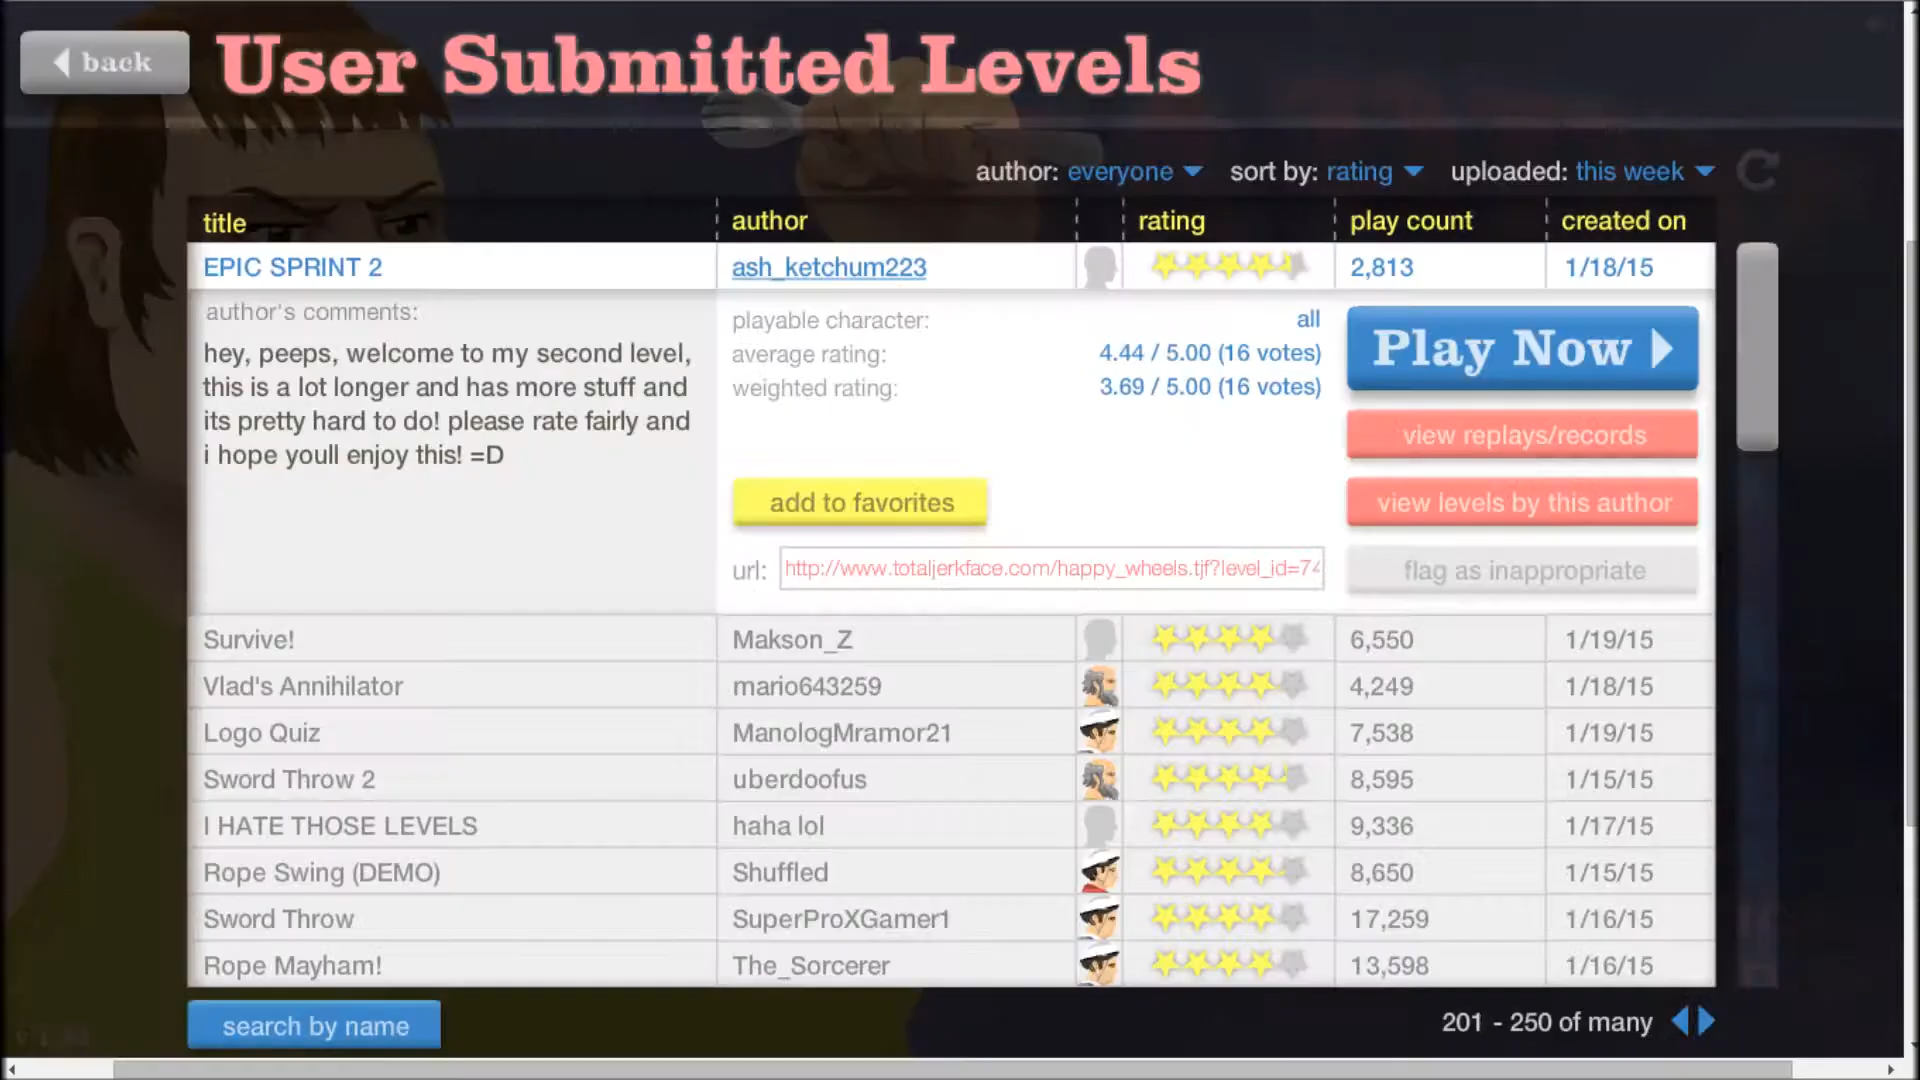 back
User Submitted Levels
author: everyone sort by: rating uploaded: this week
title author rating play count created on
EPIC SPRINT 2 ash_ketchum223 2,813 1/18/15
author's comments:
hey, peeps, welcome to my second level,
this is a lot longer and has more stuff and
its pretty hard to do! please rate fairly and
i hope youll enjoy this! =D
playable character: all
average rating: 4.44 / 5.00 (16 votes)
weighted rating: 3.69 / 5.00 (16 votes)
add to favorites
url: http://www.totaljerkface.com/happy_wheels.tjf?level_id=74
Play Now
view replays/records
view levels by this author
flag as inappropriate
Survive! Makson_Z 6,550 1/19/15
Vlad's Annihilator mario643259 4,249 1/18/15
Logo Quiz ManologMramor21 7,538 1/19/15
Sword Throw 2 uberdoofus 8,595 1/15/15
I HATE THOSE LEVELS haha lol 9,336 1/17/15
Rope Swing (DEMO) Shuffled 8,650 1/15/15
Sword Throw SuperProXGamer1 17,259 1/16/15
Rope Mayham! The_Sorcerer 13,598 1/16/15
search by name
201 - 250 of many